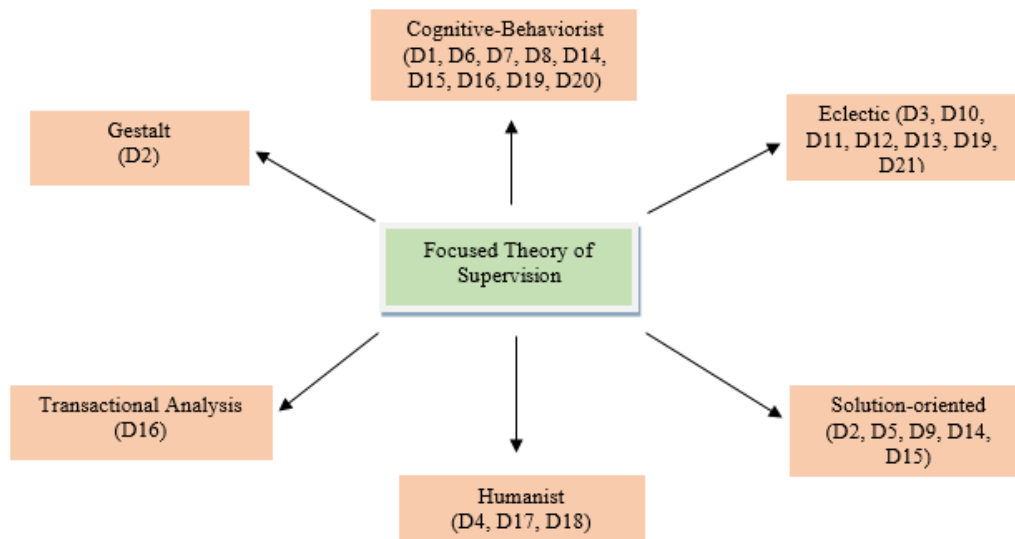 Cognitive-Behaviorist
(D1, D6, D7, D8, D14,
D15, D16, D19, D20)
Gestalt
(D2)
Eclectic (D3, D10,
D11, D12, D13, D19,
D21)
Focused Theory of
Supervision
Transactional Analysis
(D16)
Solution-oriented
(D2, D5, D9, D14,
D15)
Humanist
(D4, D17, D18)